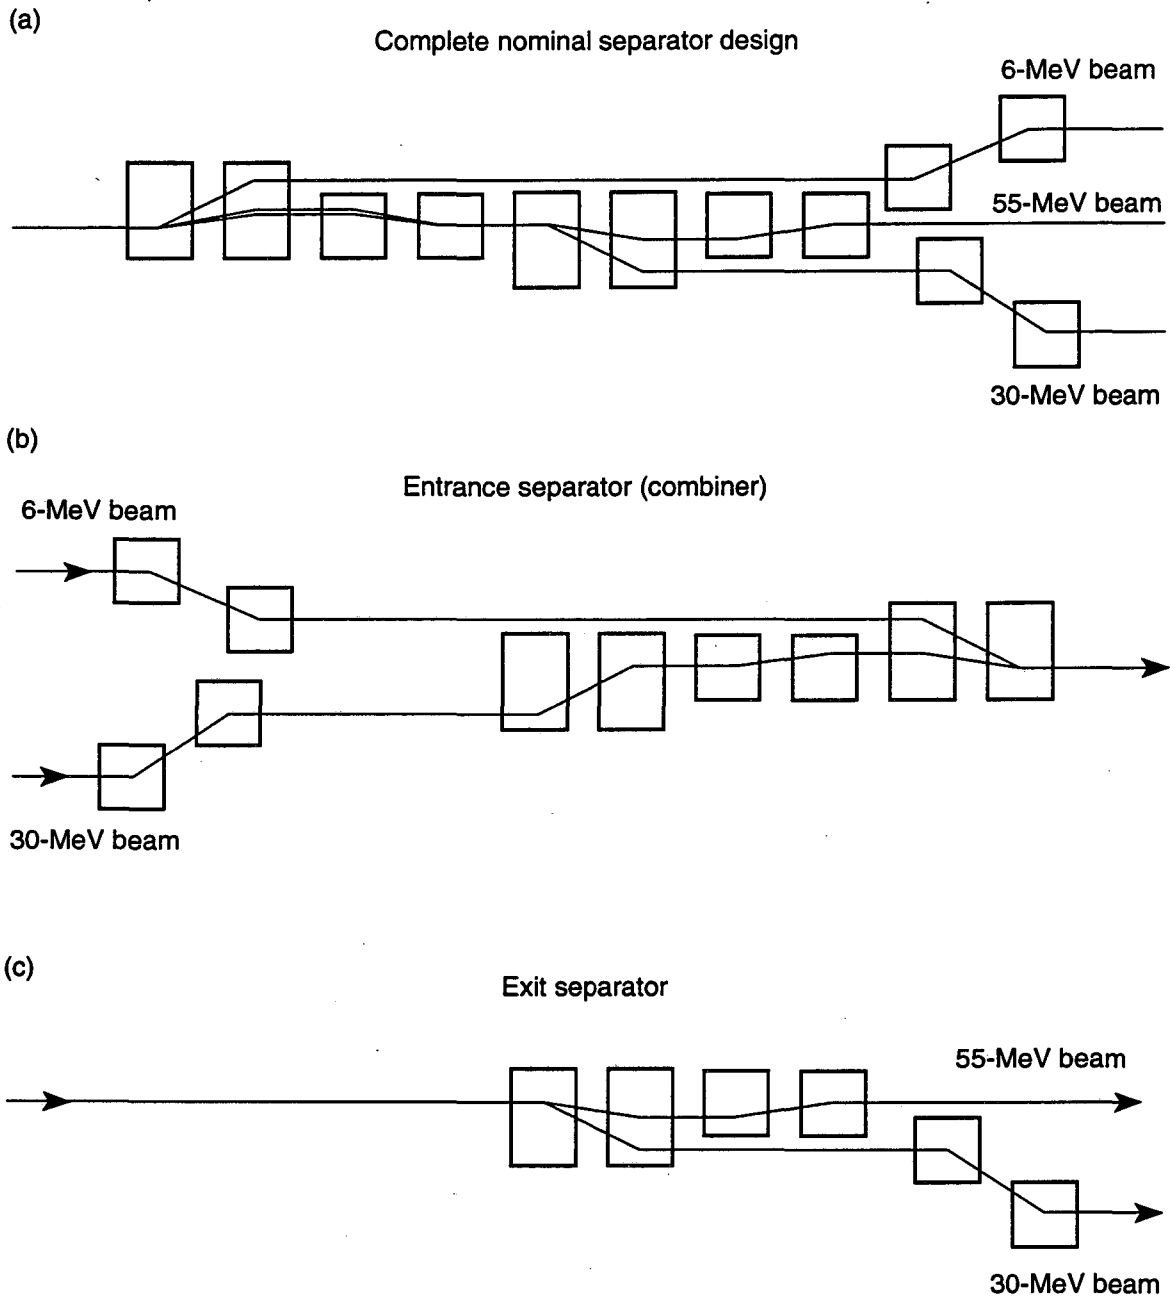 (a)
Complete nominal separator design
6-MeV beam
55-MeV beam
30-MeV beam
(b)
Entrance separator (combiner)
6-MeV beam
30-MeV beam
(c)
Exit separator
55-MeV beam
30-MeV beam